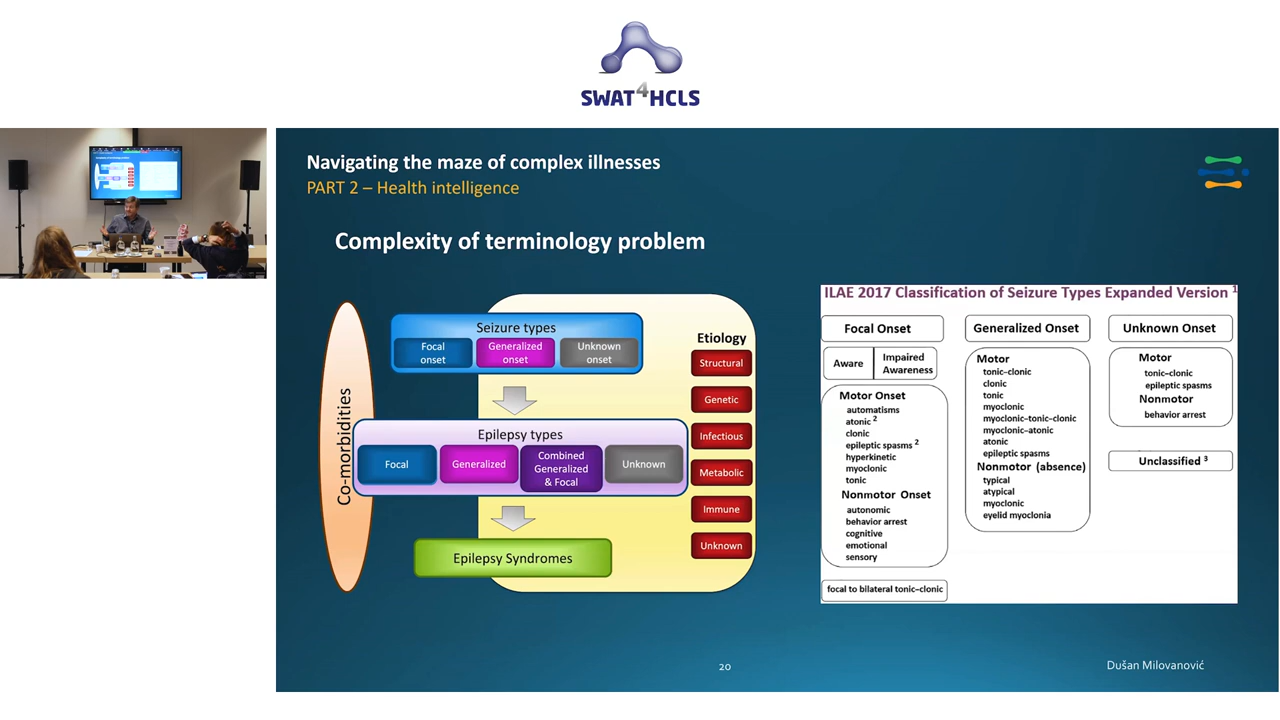 SWAT4HCLS
Navigating the maze of complex illnesses
PART 2 – Health intelligence
Complexity of terminology problem
Co-morbidities
Seizure types
Focal
onset
Generalized
onset
Unknown
onset
Epilepsy types
Focal
Generalized
Combined
Generalized
& Focal
Unknown
Epilepsy Syndromes
Etiology
Structural
Genetic
Infectious
Metabolic
Immune
Unknown
ILAE 2017 Classification of Seizure Types Expanded Version 1
Focal Onset
Aware
Impaired
Awareness
Motor Onset
automatisms
atonic 2
clonic
epileptic spasms 2
hyperkinetic
myoclonic
tonic
Nonmotor Onset
autonomic
behavior arrest
cognitive
emotional
sensory
focal to bilateral tonic–clonic
Generalized Onset
Motor
tonic–clonic
clonic
tonic
myoclonic
myoclonic–tonic–clonic
myoclonic–atonic
atonic
epileptic spasms
Nonmotor (absence)
typical
atypical
myoclonic
eyelid myoclonia
Unknown Onset
Motor
tonic–clonic
epileptic spasms
Nonmotor
behavior arrest
Unclassified 3
20
Dušan Milovanović